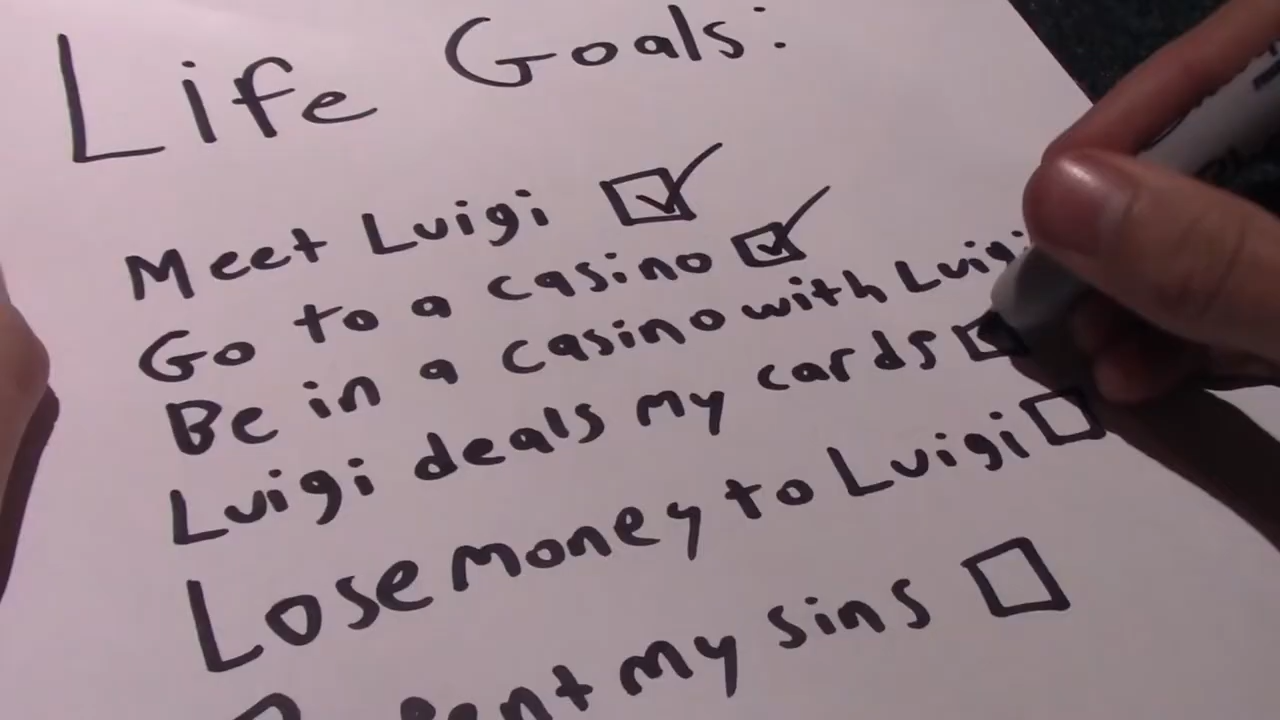 Life Goals:
Meet Luigi
Go to a casino
Be in a casino with Luigi
Luigi deals my cards
Lose money to Luigi
my sins